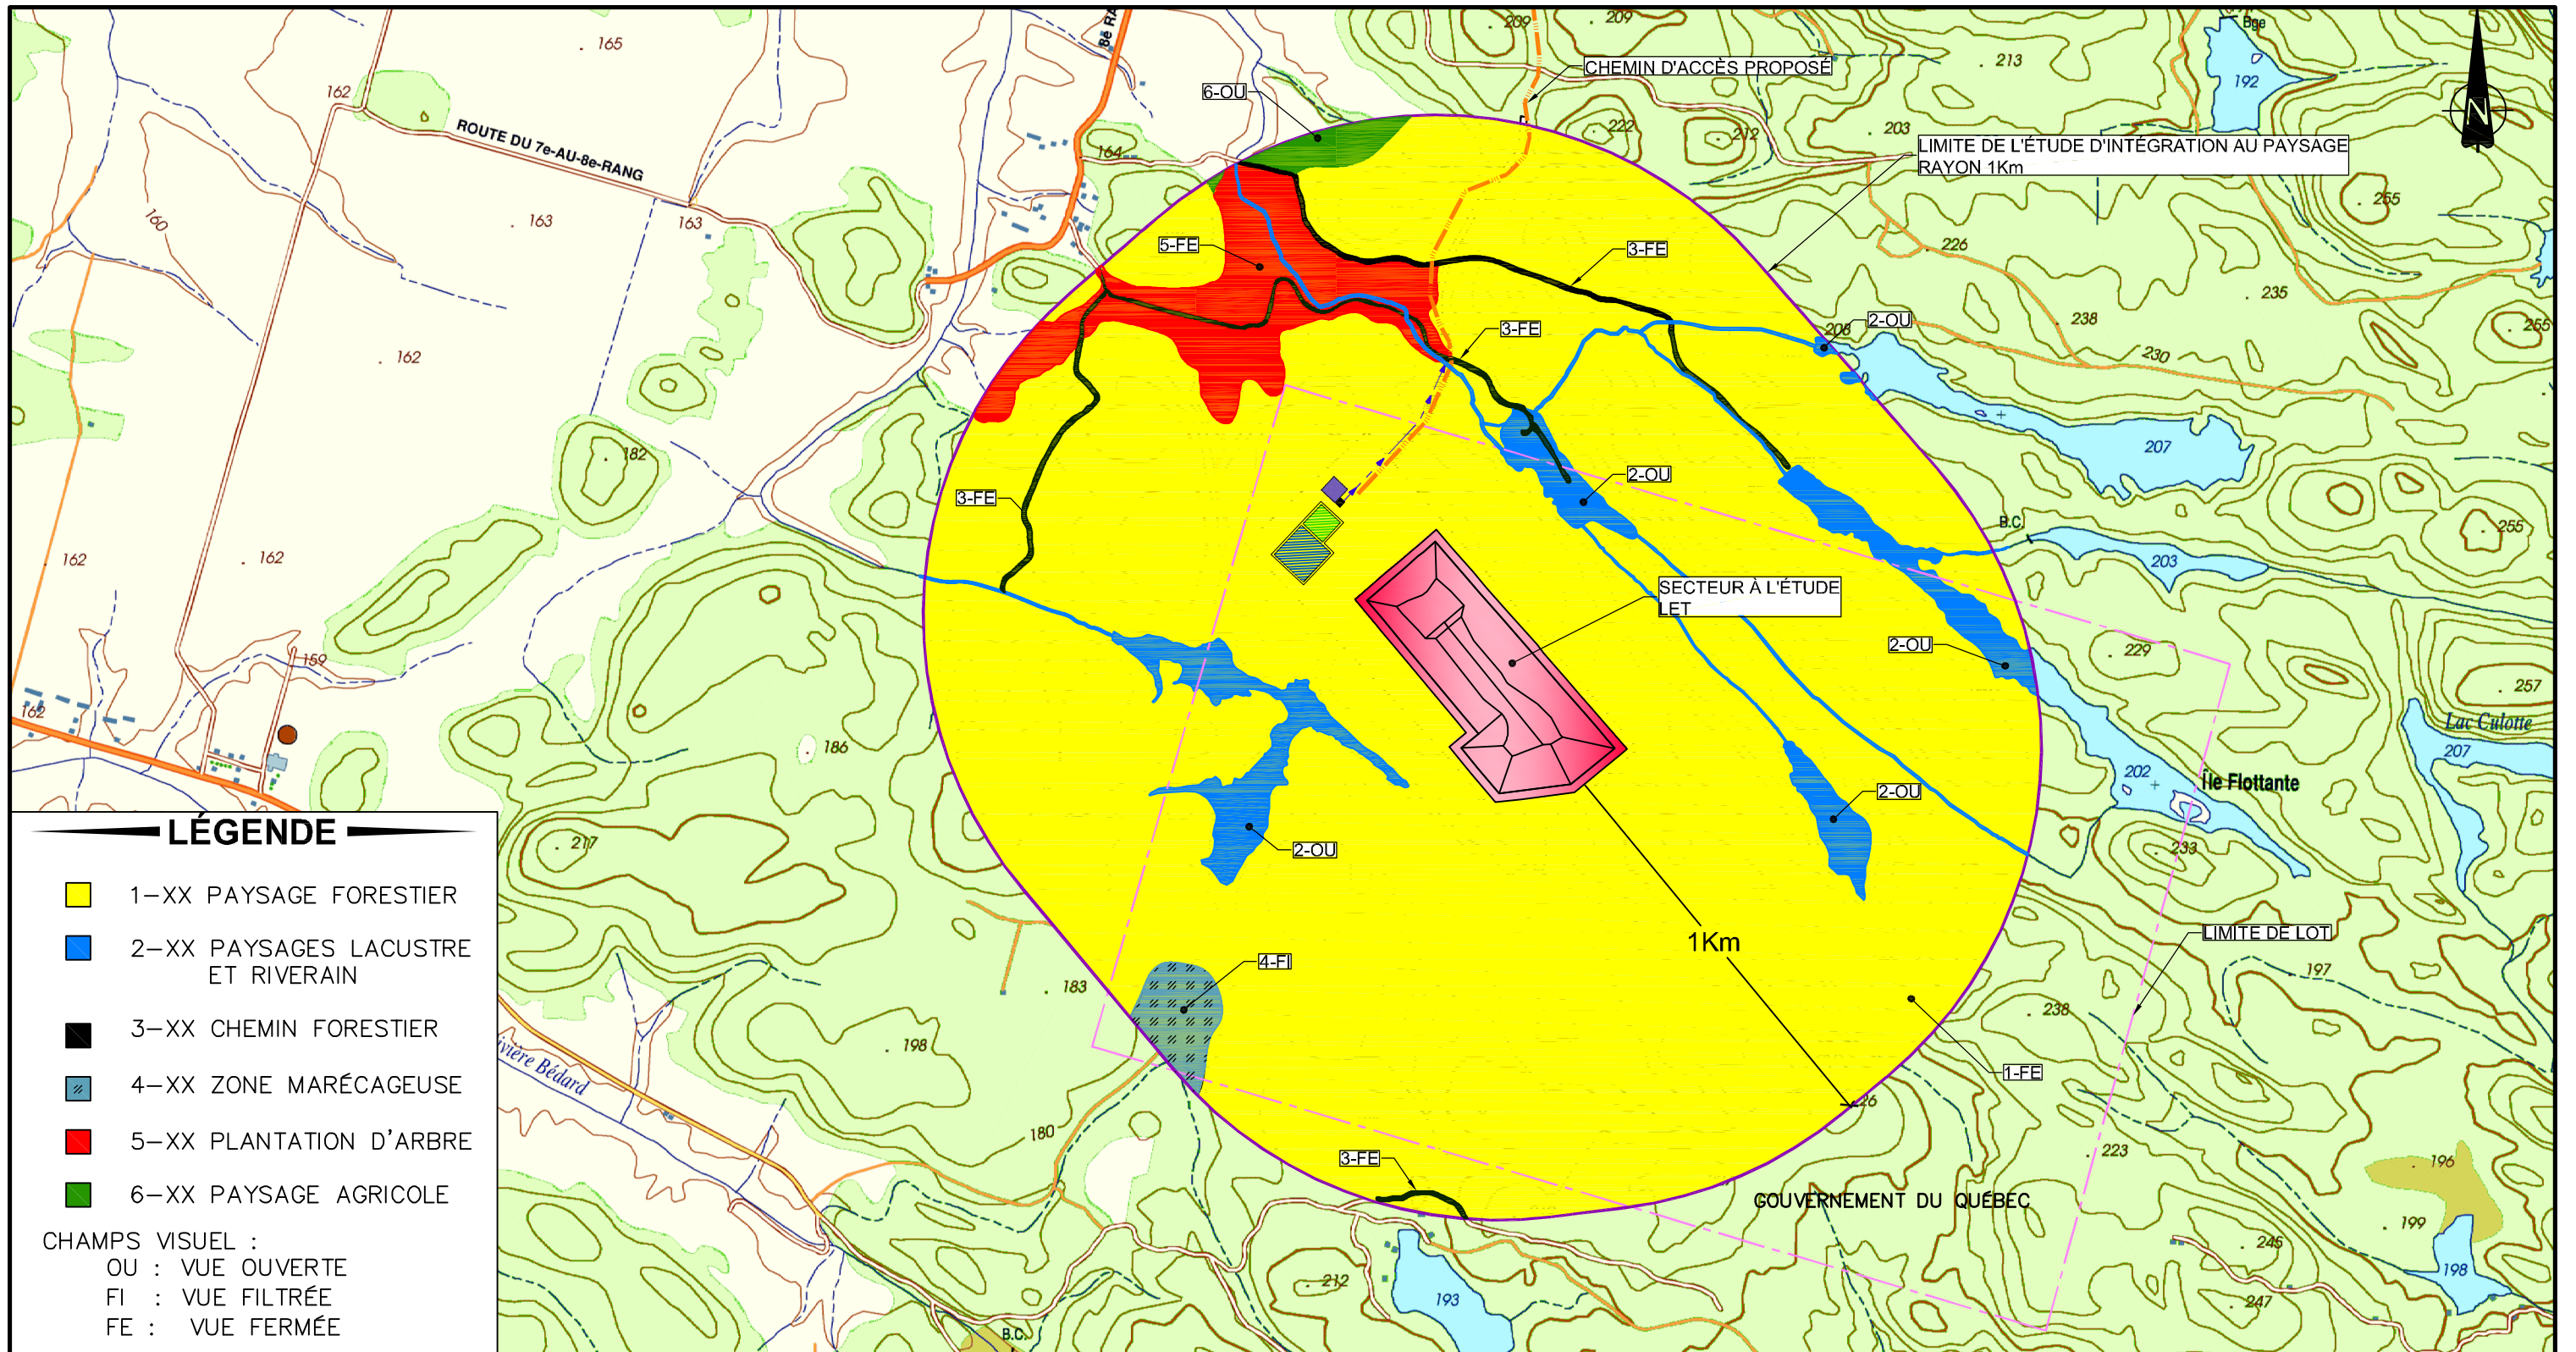 209
209
8e RA
Bge
165
CHEMIN D'ACCÈS PROPOSÉ
213
192
162
6-OU
222
212
203
ROUTE DU 7e-AU-8e-RANG
164
LIMITE DE L'ÉTUDE D'INTÉGRATION AU PAYSAGE
RAYON 1Km
N
255
160
163
163
5-FE
3-FE
226
235
238
208
2-OU
3-FE
255
162
230
182
207
2-OU
3-FE
B.C.
255
162
162
203
SECTEUR À L'ÉTUDE
LET
159
2-OU
229
257
162
186
Lac Culotte
207
202
Île Flottante
2-OU
217
2-OU
233
LÉGENDE
1-XX PAYSAGE FORESTIER
2-XX PAYSAGES LACUSTRE
ET RIVERAIN
3-XX CHEMIN FORESTIER
4-XX ZONE MARÉCAGEUSE
5-XX PLANTATION D'ARBRE
6-XX PAYSAGE AGRICOLE
CHAMPS VISUEL :
OU : VUE OUVERTE
FI : VUE FILTRÉE
FE : VUE FERMÉE
1Km
LIMITE DE LOT
4-FI
197
183
238
198
ivière Bédard
1-FE
26
180
223
196
3-FE
GOUVERNEMENT DU QUÉBEC
199
245
212
193
198
247
B.C.